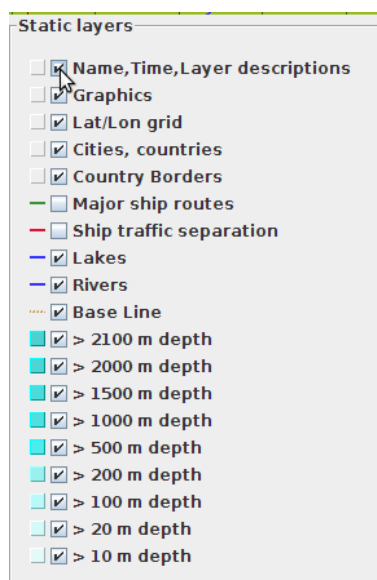 Static layers
Name,Time,Layer descriptions
Graphics
Lat/Lon grid
Cities, countries
Country Borders
Major ship routes
Ship traffic separation
Lakes
Rivers
Base Line
> 2100 m depth
> 2000 m depth
> 1500 m depth
> 1000 m depth
> 500 m depth
> 200 m depth
> 100 m depth
> 20 m depth
> 10 m depth